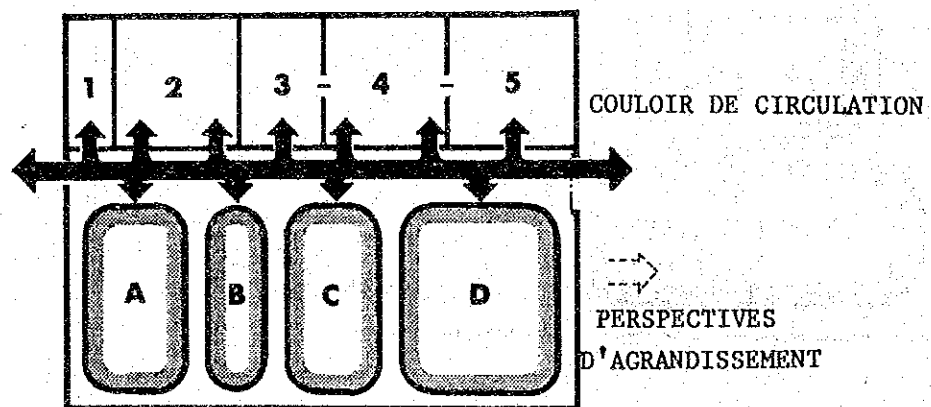 1 2 3 4 5
COULOIR DE CIRCULATION
A B C D
PERSPECTIVES
D'AGRANDISSEMENT